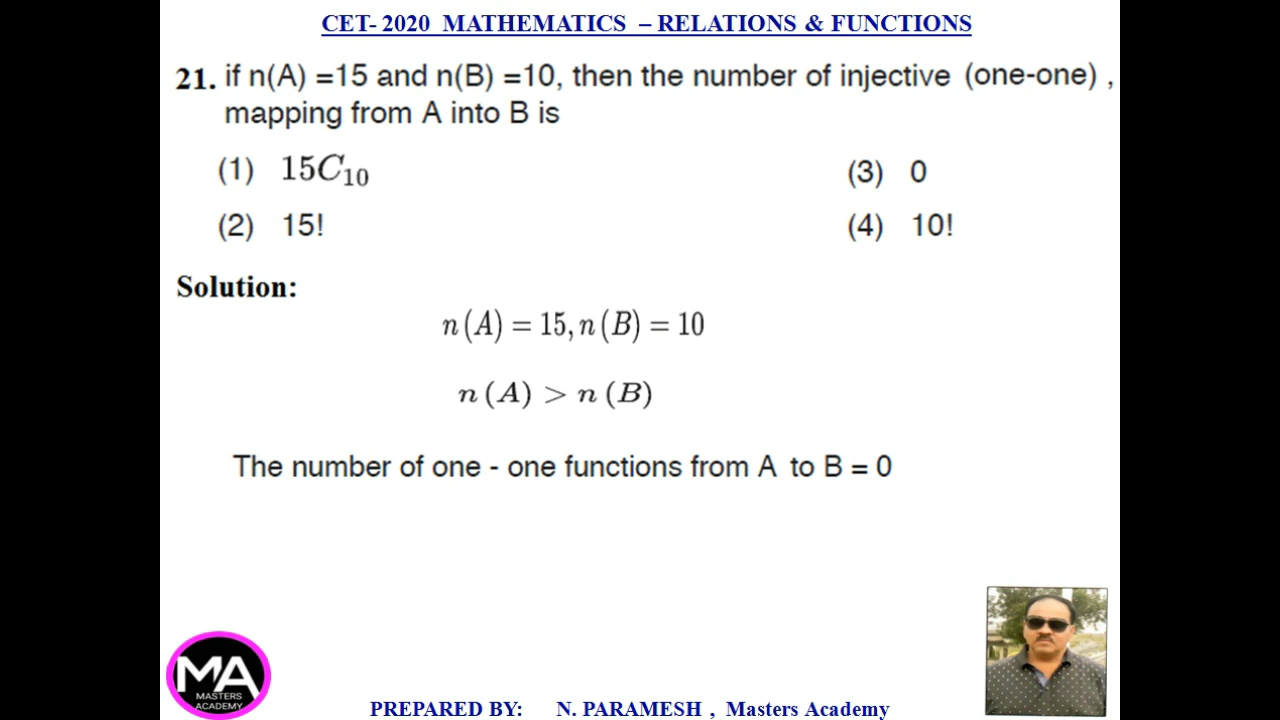 CET- 2020 MATHEMATICS – RELATIONS & FUNCTIONS
21. if n(A) =15 and n(B) =10, then the number of injective (one-one) ,
mapping from A into B is
(1) 15C₁₀ (3) 0
(2) 15! (4) 10!
Solution:
n(A) = 15, n(B) = 10
n(A) > n(B)
The number of one - one functions from A to B = 0
MA
MASTERS
ACADEMY
PREPARED BY: N. PARAMESH , Masters Academy